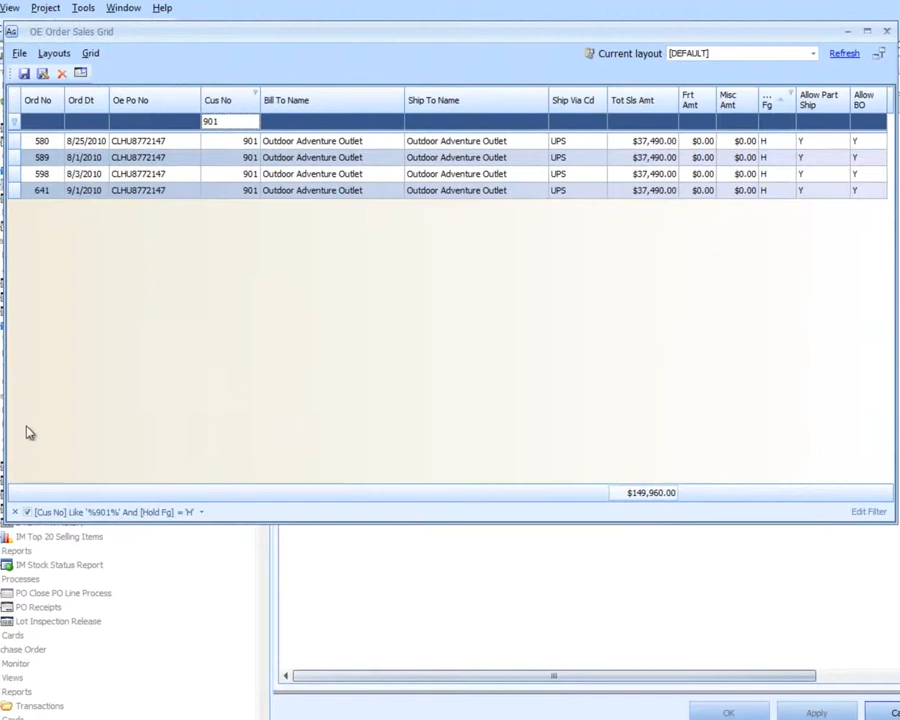 View Project Tools Window Help
As OE Order Sales Grid
File Layouts Grid Current layout [DEFAULT] Refresh
Ord No Ord Dt Oe Po No Cus No Bill To Name Ship To Name Ship Via Cd Tot Sls Amt Frt Amt Misc Amt ... Fg Allow Part Ship Allow BO
901
580 8/25/2010 CLHU8772147 901 Outdoor Adventure Outlet Outdoor Adventure Outlet UPS $37,490.00 $0.00 $0.00 H Y Y
589 8/1/2010 CLHU8772147 901 Outdoor Adventure Outlet Outdoor Adventure Outlet UPS $37,490.00 $0.00 $0.00 H Y Y
598 8/3/2010 CLHU8772147 901 Outdoor Adventure Outlet Outdoor Adventure Outlet UPS $37,490.00 $0.00 $0.00 H Y Y
641 9/1/2010 CLHU8772147 901 Outdoor Adventure Outlet Outdoor Adventure Outlet UPS $37,490.00 $0.00 $0.00 H Y Y
$149,960.00
[Cus No] Like '%901%' And [Hold Fg] = 'H' Edit Filter
IM Top 20 Selling Items
Reports
IM Stock Status Report
Processes
PO Close PO Line Process
PO Receipts
Lot Inspection Release
Cards
chase Order
Monitor
Views
Reports
Transactions
OK Apply Ca